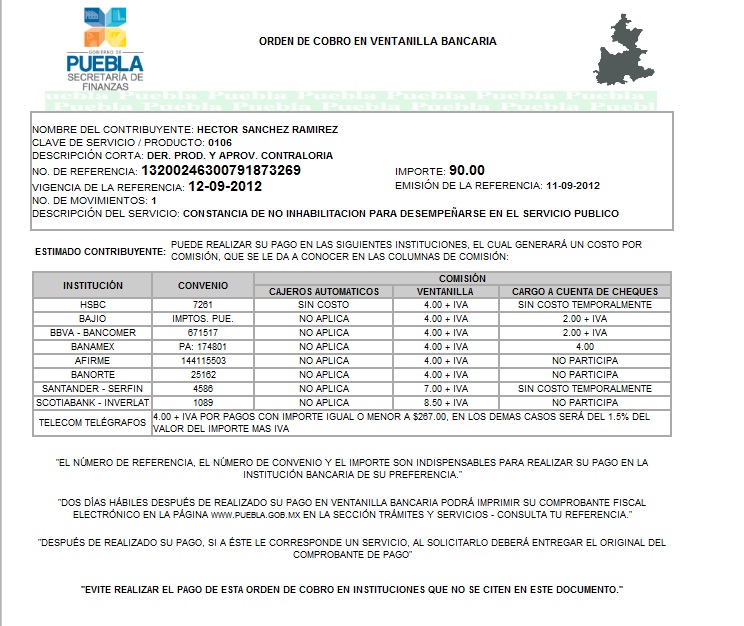 GOBIERNO DE
PUEBLA
SECRETARÍA DE
FINANZAS
ORDEN DE COBRO EN VENTANILLA BANCARIA
Puebla Puebla Puebla Puebla Puebla Puebla Puebla
Puebla Puebla Puebla Puebla Puebla Puebla
NOMBRE DEL CONTRIBUYENTE: HECTOR SANCHEZ RAMIREZ
CLAVE DE SERVICIO / PRODUCTO: 0106
DESCRIPCIÓN CORTA: DER. PROD. Y APROV. CONTRALORIA
NO. DE REFERENCIA: 13200246300791873269 IMPORTE: 90.00
VIGENCIA DE LA REFERENCIA: 12-09-2012 EMISIÓN DE LA REFERENCIA: 11-09-2012
NO. DE MOVIMIENTOS: 1
DESCRIPCIÓN DEL SERVICIO: CONSTANCIA DE NO INHABILITACION PARA DESEMPEÑARSE EN EL SERVICIO PUBLICO
ESTIMADO CONTRIBUYENTE: PUEDE REALIZAR SU PAGO EN LAS SIGUIENTES INSTITUCIONES, EL CUAL GENERARÁ UN COSTO POR
COMISIÓN, QUE SE LE DA A CONOCER EN LAS COLUMNAS DE COMISIÓN:
INSTITUCIÓN CONVENIO COMISIÓN
CAJEROS AUTOMATICOS VENTANILLA CARGO A CUENTA DE CHEQUES
HSBC 7261 SIN COSTO 4.00 + IVA SIN COSTO TEMPORALMENTE
BAJIO IMPTOS. PUE. NO APLICA 4.00 + IVA 2.00 + IVA
BBVA - BANCOMER 671517 NO APLICA 4.00 + IVA 2.00 + IVA
BANAMEX PA: 174801 NO APLICA 4.00 + IVA 4.00
AFIRME 144115503 NO APLICA 4.00 + IVA NO PARTICIPA
BANORTE 25162 NO APLICA 4.00 + IVA NO PARTICIPA
SANTANDER - SERFIN 4586 NO APLICA 7.00 + IVA SIN COSTO TEMPORALMENTE
SCOTIABANK - INVERLAT 1089 NO APLICA 8.50 + IVA NO PARTICIPA
TELECOM TELÉGRAFOS 4.00 + IVA POR PAGOS CON IMPORTE IGUAL O MENOR A $267.00, EN LOS DEMAS CASOS SERÁ DEL 1.5% DEL
VALOR DEL IMPORTE MAS IVA
"EL NÚMERO DE REFERENCIA, EL NÚMERO DE CONVENIO Y EL IMPORTE SON INDISPENSABLES PARA REALIZAR SU PAGO EN LA
INSTITUCIÓN BANCARIA DE SU PREFERENCIA."
"DOS DÍAS HÁBILES DESPUÉS DE REALIZADO SU PAGO EN VENTANILLA BANCARIA PODRÁ IMPRIMIR SU COMPROBANTE FISCAL
ELECTRÓNICO EN LA PÁGINA WWW.PUEBLA.GOB.MX EN LA SECCIÓN TRÁMITES Y SERVICIOS - CONSULTA TU REFERENCIA."
"DESPUÉS DE REALIZADO SU PAGO, SI A ÉSTE LE CORRESPONDE UN SERVICIO, AL SOLICITARLO DEBERÁ ENTREGAR EL ORIGINAL DEL
COMPROBANTE DE PAGO"
"EVITE REALIZAR EL PAGO DE ESTA ORDEN DE COBRO EN INSTITUCIONES QUE NO SE CITEN EN ESTE DOCUMENTO."